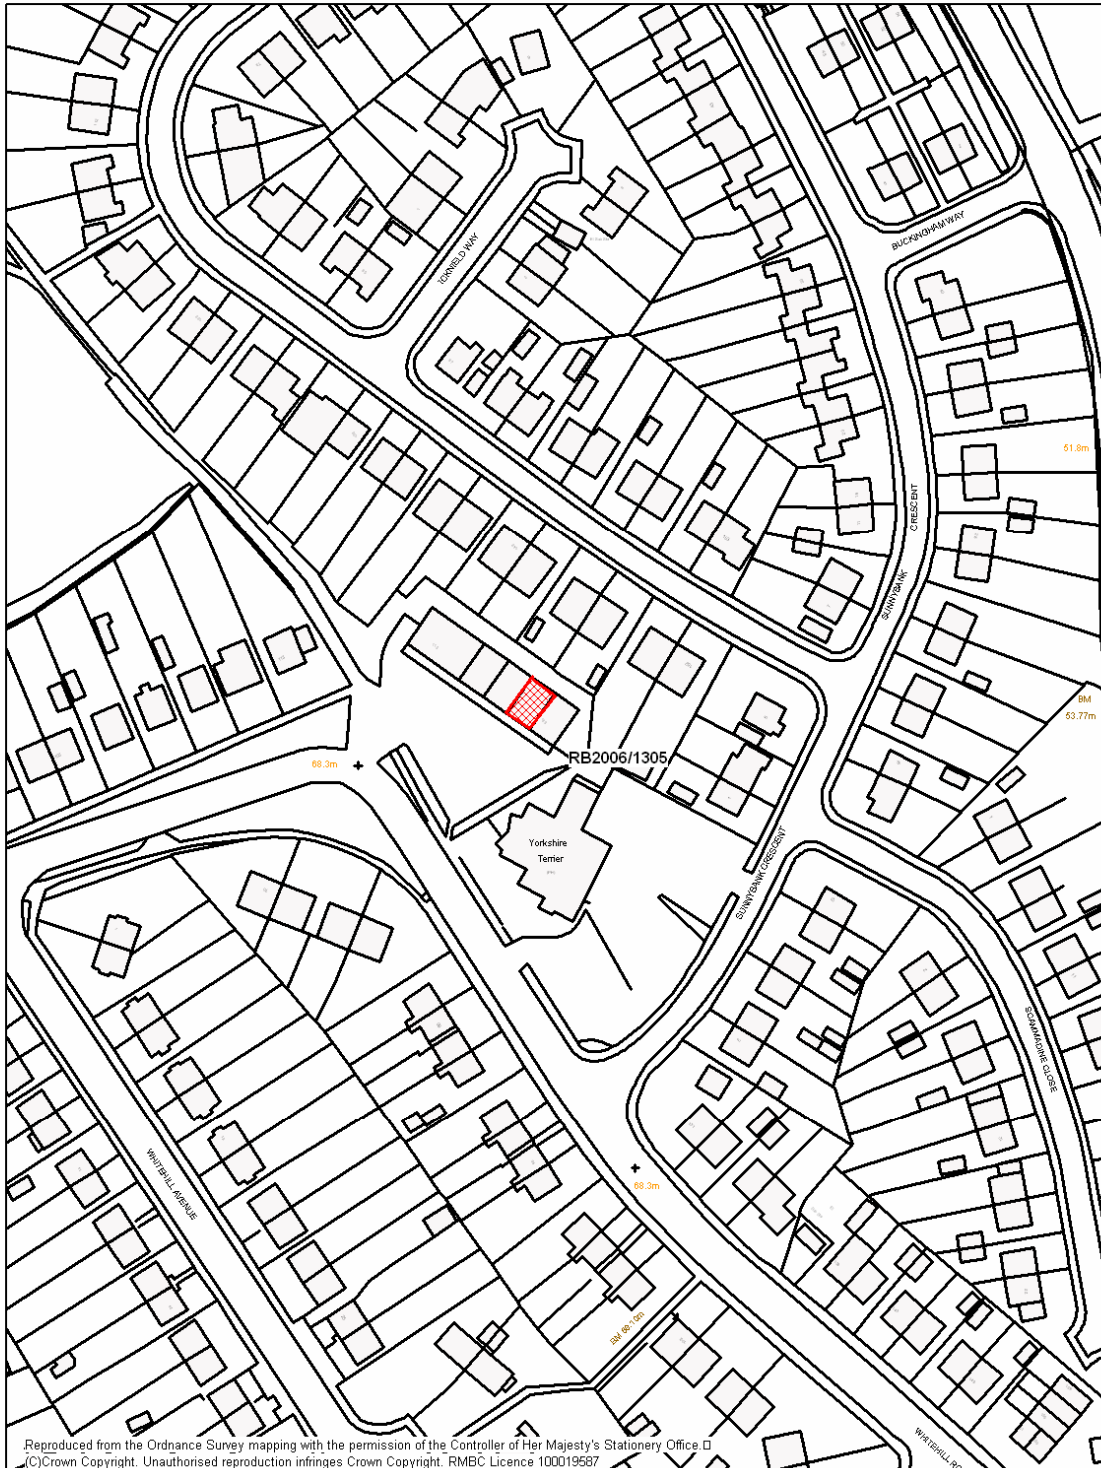 BUCKINGHAM WAY
ICKNIELD WAY
51.8m
CRESCENT
SUNNYBANK
BM
53.77m
RB2006/1305
68.3m
Yorkshire
Terrier
SUNNYBANK CRESCENT
SCAMMADINE CLOSE
WHITEHILL AVENUE
68.3m
WHITEHILL RO
Reproduced from the Ordnance Survey mapping with the permission of the Controller of Her Majesty's Stationery Office.
(C)Crown Copyright. Unauthorised reproduction infringes Crown Copyright. RMBC Licence 100019587